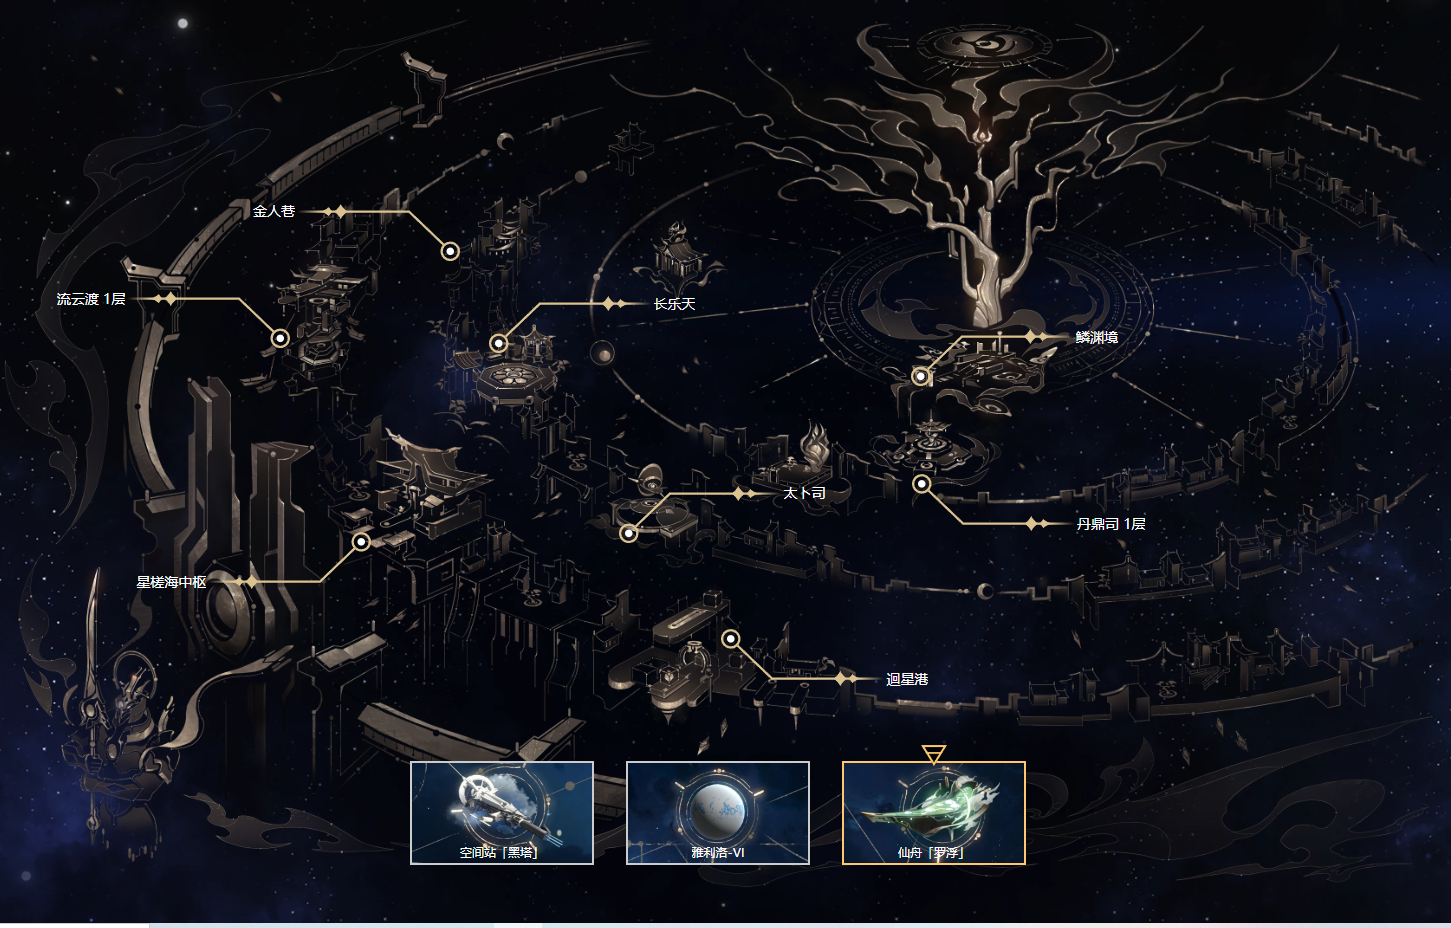 金人巷
流云渡 1层
长乐天
鳞渊境
太卜司
丹鼎司 1层
星槎海中枢
迴星港
空间站「黑塔」
雅利洛-VI
仙舟「罗浮」